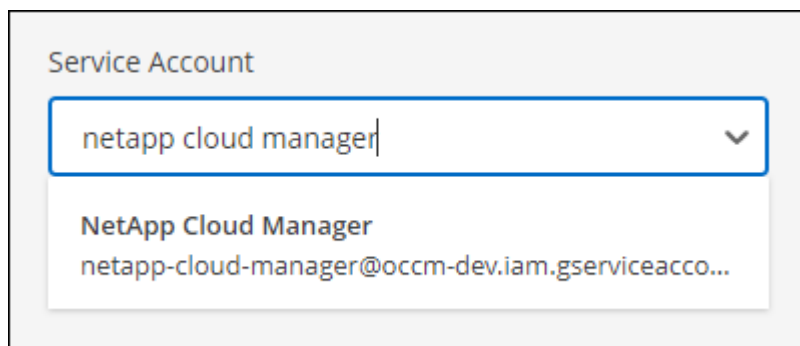 Service Account
netapp cloud manager
NetApp Cloud Manager
netapp-cloud-manager@occm-dev.iam.gserviceacco...